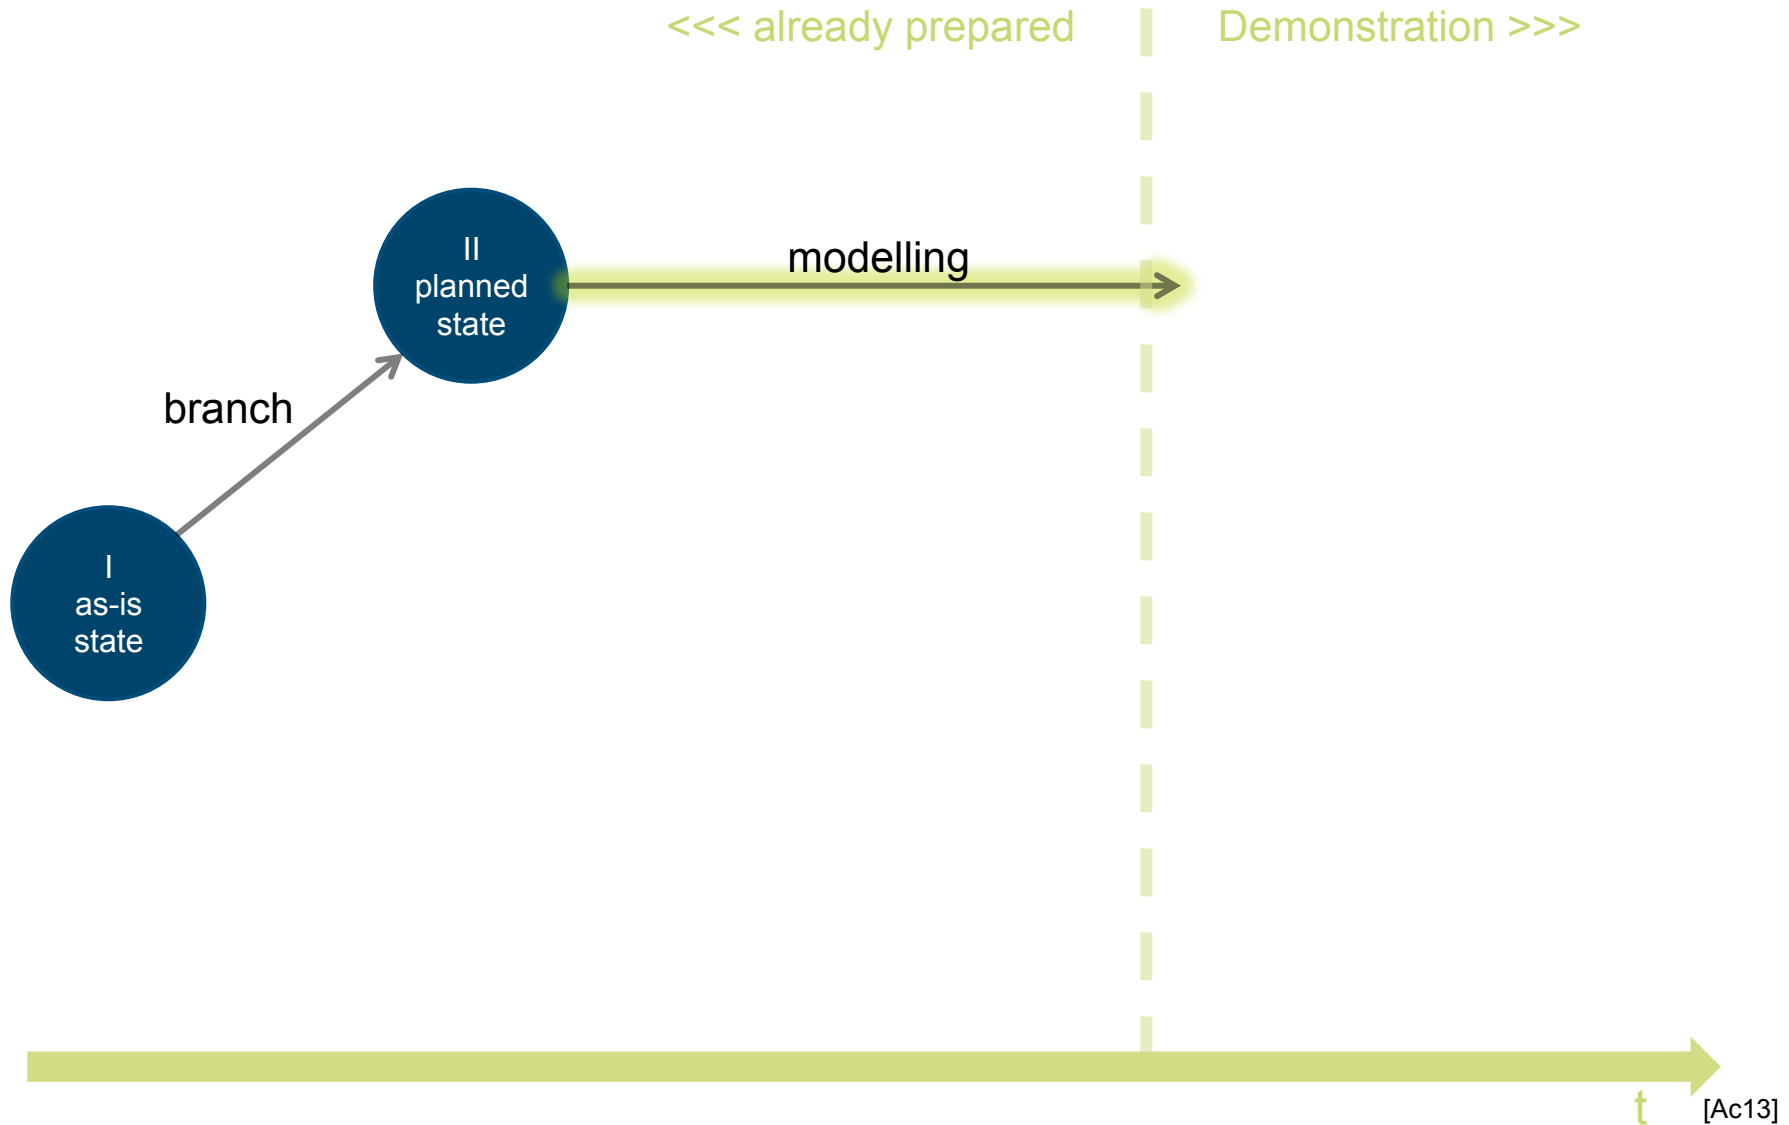 <<< already prepared
Demonstration >>>
II
planned
state
modelling
branch
I
as-is
state
t
[Ac13]